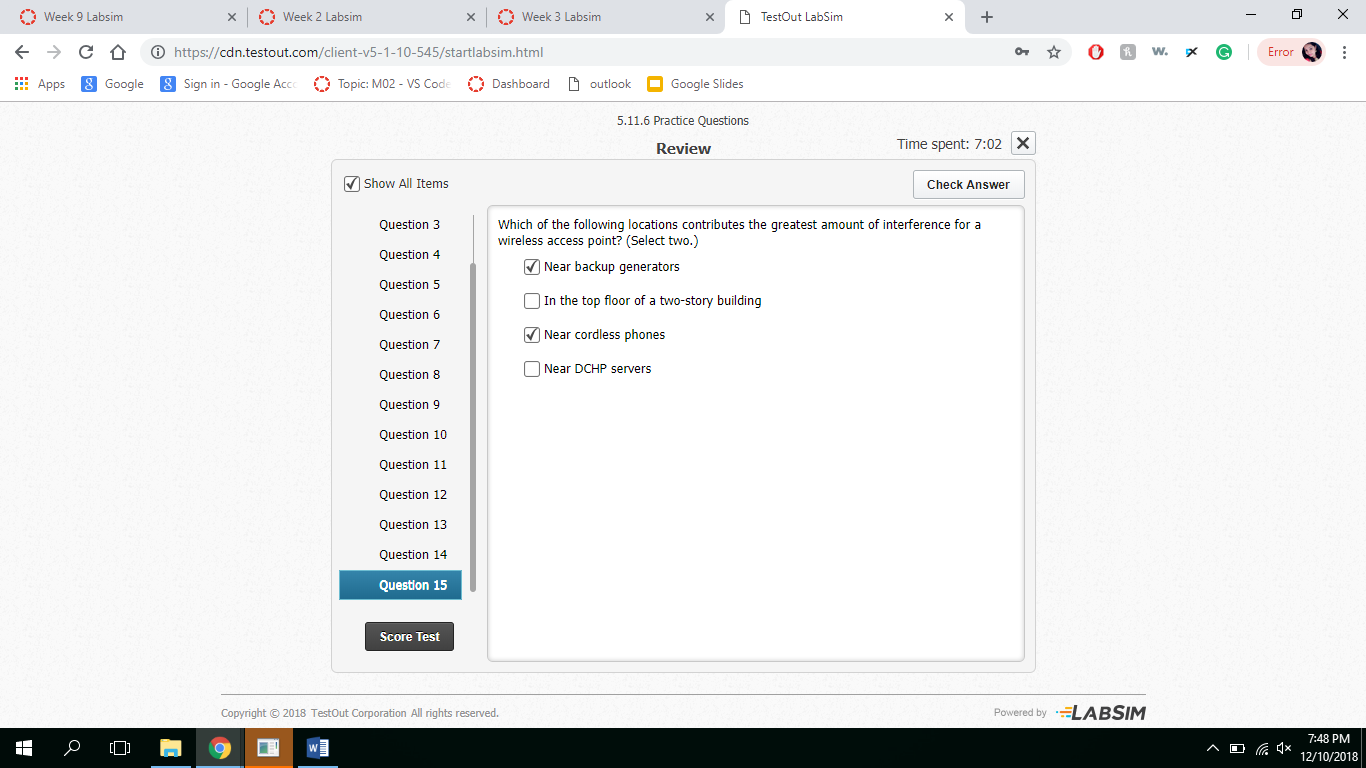 Week 9 Labsim
Week 2 Labsim
Week 3 Labsim
TestOut LabSim
https://cdn.testout.com/client-v5-1-10-545/startlabsim.html
Error
Apps
Google
Sign in - Google Acco
Topic: M02 - VS Code
Dashboard
outlook
Google Slides
5.11.6 Practice Questions
Review
Time spent: 7:02
Show All Items
Check Answer
Question 3
Question 4
Question 5
Question 6
Question 7
Question 8
Question 9
Question 10
Question 11
Question 12
Question 13
Question 14
Question 15
Score Test
Which of the following locations contributes the greatest amount of interference for a
wireless access point? (Select two.)
Near backup generators
In the top floor of a two-story building
Near cordless phones
Near DCHP servers
Copyright © 2018 TestOut Corporation All rights reserved.
Powered by LABSIM
7:48 PM
12/10/2018